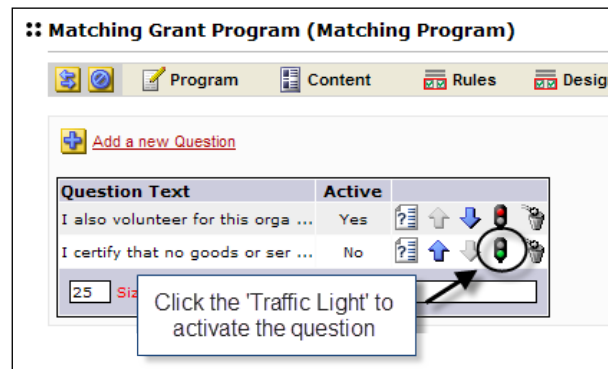 Matching Grant Program (Matching Program)
Program Content Rules Desig
Add a new Question
Question Text Active
I also volunteer for this orga ... Yes
I certify that no goods or ser ... No
25 Siz
Click the 'Traffic Light' to
activate the question